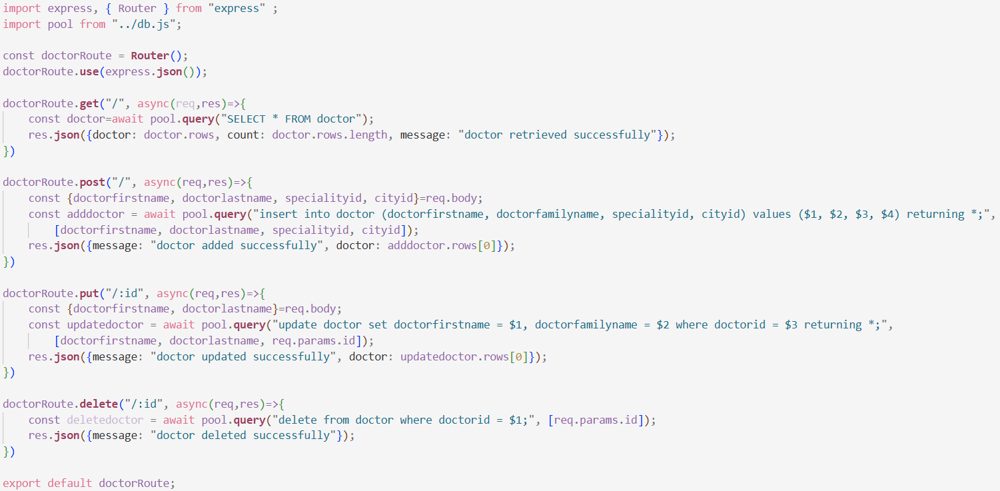 import express, { Router } from "express" ;
import pool from "../db.js";

const doctorRoute = Router();
doctorRoute.use(express.json());

doctorRoute.get("/", async(req,res)=>{
    const doctor=await pool.query("SELECT * FROM doctor");
    res.json({doctor: doctor.rows, count: doctor.rows.length, message: "doctor retrieved successfully"});
})

doctorRoute.post("/", async(req,res)=>{
    const {doctorfirstname, doctorlastname, specialityid, cityid}=req.body;
    const adddoctor = await pool.query("insert into doctor (doctorfirstname, doctorfamilyname, specialityid, cityid) values ($1, $2, $3, $4) returning *;",
        [doctorfirstname, doctorlastname, specialityid, cityid]);
    res.json({message: "doctor added successfully", doctor: adddoctor.rows[0]});
})

doctorRoute.put("/:id", async(req,res)=>{
    const {doctorfirstname, doctorlastname}=req.body;
    const updatedoctor = await pool.query("update doctor set doctorfirstname = $1, doctorfamilyname = $2 where doctorid = $3 returning *;",
        [doctorfirstname, doctorlastname, req.params.id]);
    res.json({message: "doctor updated successfully", doctor: updatedoctor.rows[0]});
})

doctorRoute.delete("/:id", async(req,res)=>{
    const deletedoctor = await pool.query("delete from doctor where doctorid = $1;", [req.params.id]);
    res.json({message: "doctor deleted successfully"});
})

export default doctorRoute;